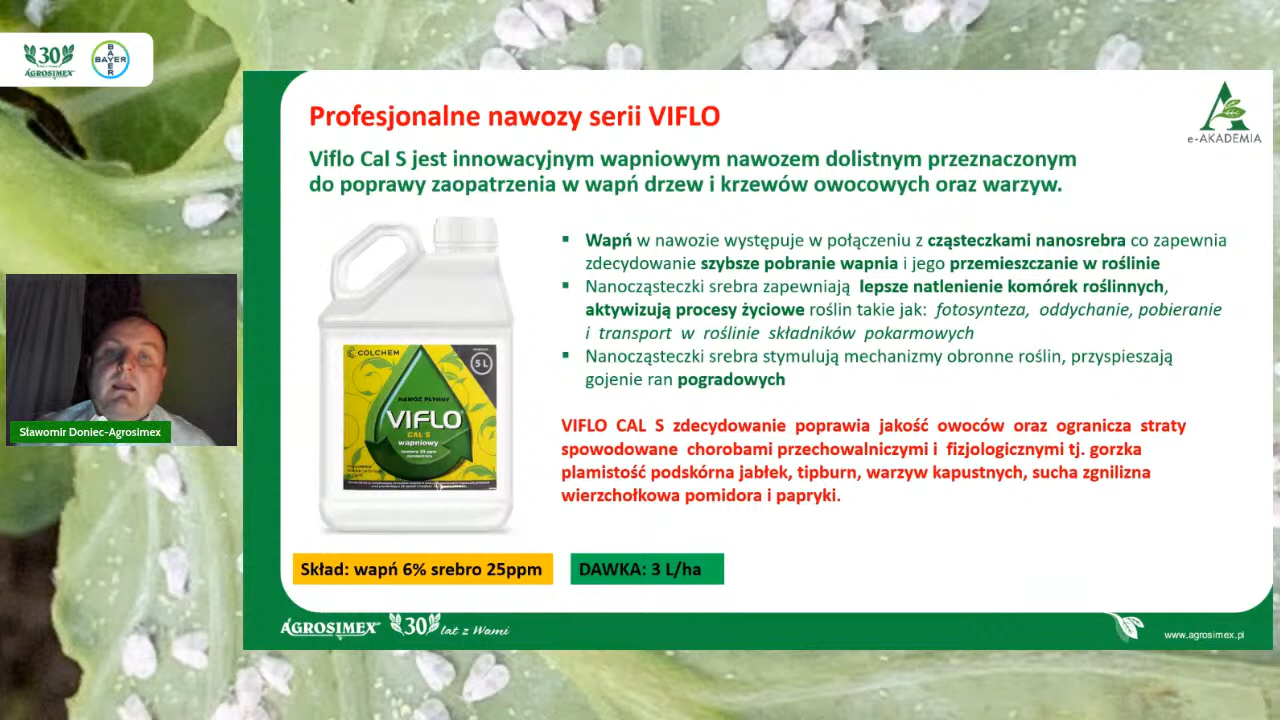 30
AGROSIMEX
BAYER
BAYER
Profesjonalne nawozy serii VIFLO
e-AKADEMIA
Viflo Cal S jest innowacyjnym wapniowym nawozem dolistnym przeznaczonym
do poprawy zaopatrzenia w wapń drzew i krzewów owocowych oraz warzyw.
▪ Wapń w nawozie występuje w połączeniu z cząsteczkami nanosrebra co zapewnia
zdecydowanie szybsze pobranie wapnia i jego przemieszczanie w roślinie
▪ Nanocząsteczki srebra zapewniają lepsze natlenienie komórek roślinnych,
aktywizują procesy życiowe roślin takie jak: fotosynteza, oddychanie, pobieranie
i transport w roślinie składników pokarmowych
▪ Nanocząsteczki srebra stymulują mechanizmy obronne roślin, przyspieszają
gojenie ran pogradowych
COLCHEM
5 L
NAWÓZ PŁYNNY
VIFLO
CAL S
wapniowy
VIFLO CAL S zdecydowanie poprawia jakość owoców oraz ogranicza straty
spowodowane chorobami przechowalniczymi i fizjologicznymi tj. gorzka
plamistość podskórna jabłek, tipburn, warzyw kapustnych, sucha zgnilizna
wierzchołkowa pomidora i papryki.
Sławomir Doniec-Agrosimex
Skład: wapń 6% srebro 25ppm
DAWKA: 3 L/ha
AGROSIMEX 30 lat z Wami
www.agrosimex.pl